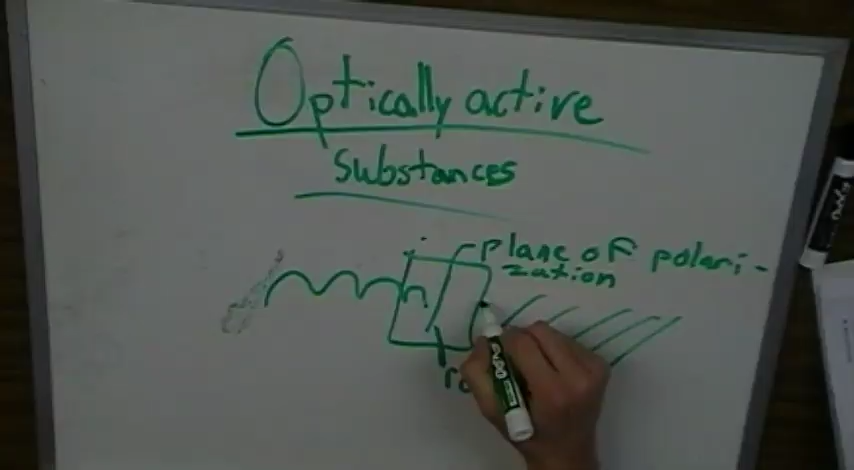 Optically active
substances
plane of polari-
zation